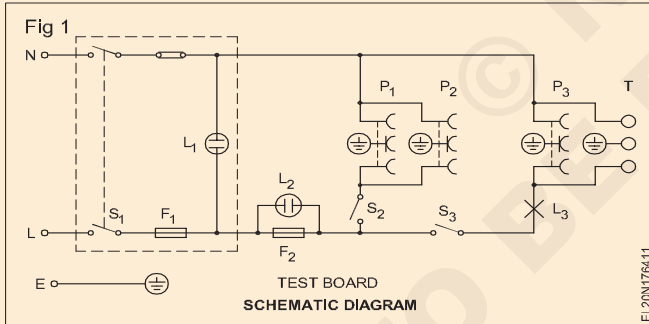 Fig 1
N
P1 P2 P3 T
L1
L2
S1 F1 S2 S3 L3
L
F2
E
TEST BOARD
SCHEMATIC DIAGRAM
EL20N176411